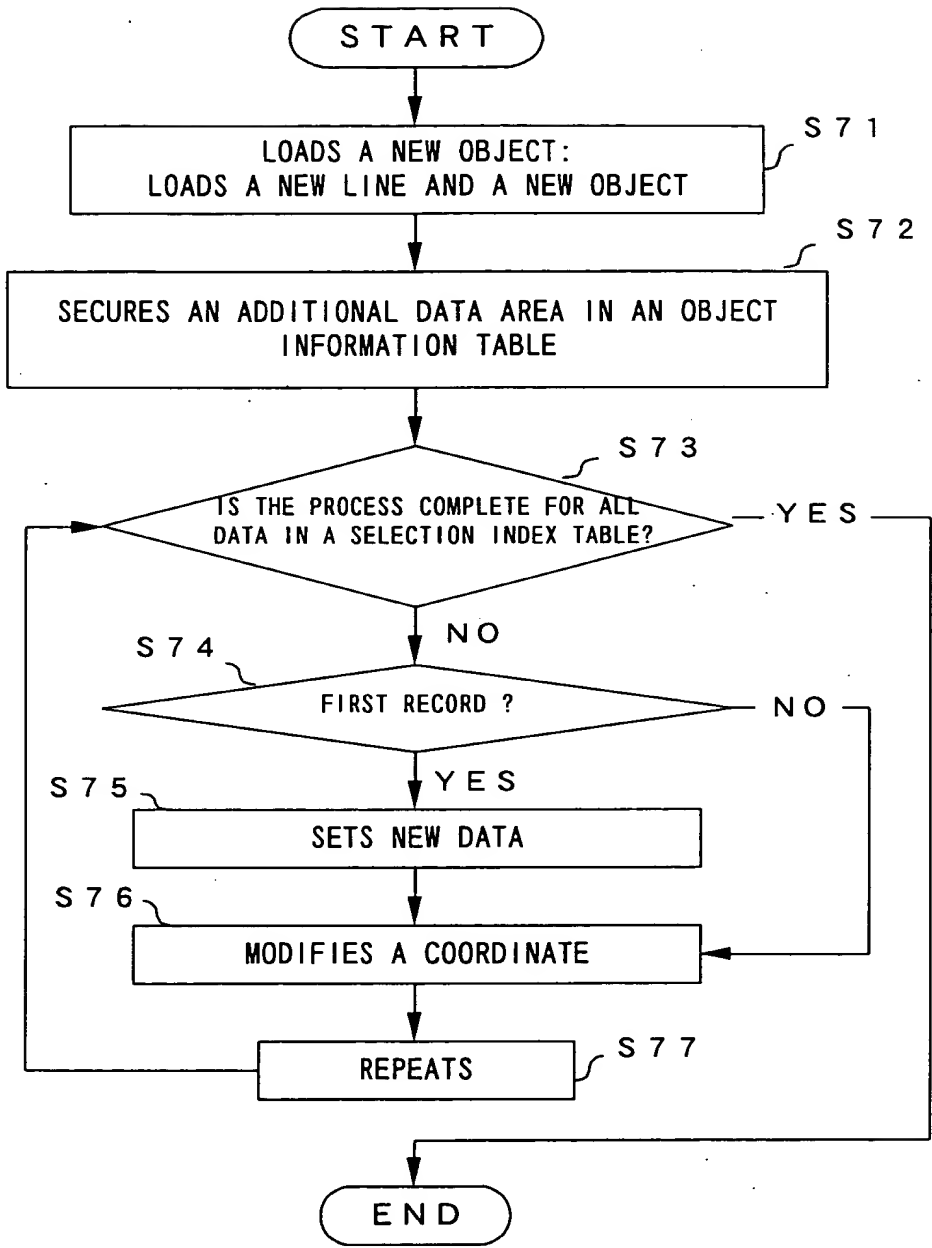 START
S71
LOADS A NEW OBJECT:
LOADS A NEW LINE AND A NEW OBJECT
S72
SECURES AN ADDITIONAL DATA AREA IN AN OBJECT
INFORMATION TABLE
S73
IS THE PROCESS COMPLETE FOR ALL
DATA IN A SELECTION INDEX TABLE?
YES
NO
S74
FIRST RECORD ?
NO
YES
S75
SETS NEW DATA
S76
MODIFIES A COORDINATE
S77
REPEATS
END